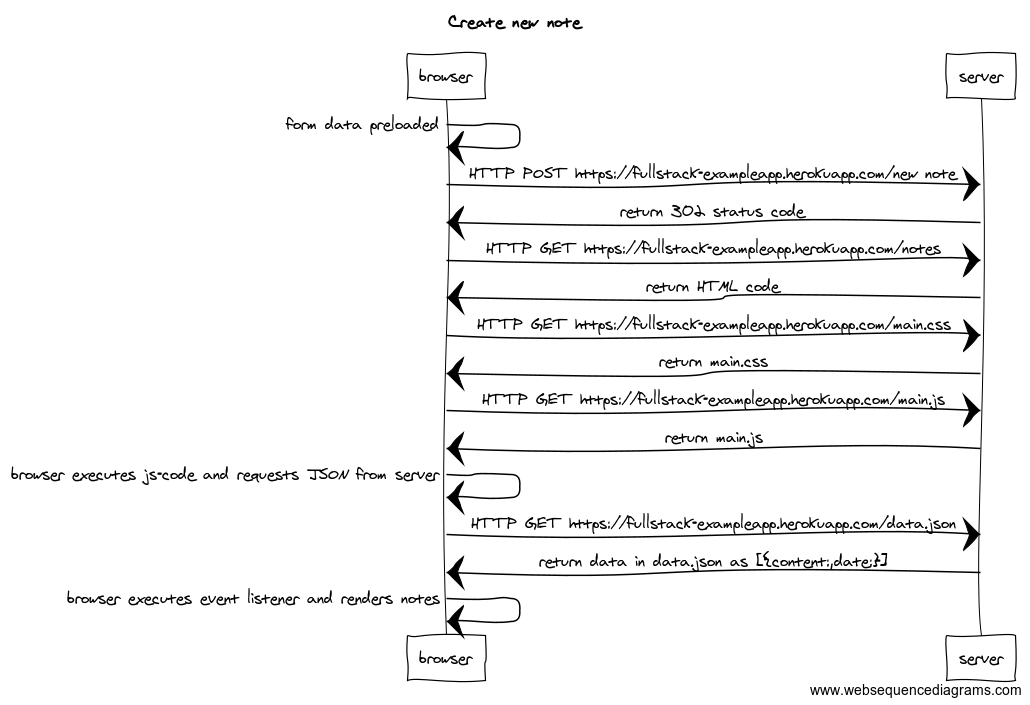 Create new note
browser server
form data preloaded
HTTP POST https://fullstack-exampleapp.herokuapp.com/new note
return 302 status code
HTTP GET https://fullstack-exampleapp.herokuapp.com/notes
return HTML code
HTTP GET https://fullstack-exampleapp.herokuapp.com/main.css
return main.css
HTTP GET https://fullstack-exampleapp.herokuapp.com/main.js
return main.js
browser executes js-code and requests JSON from server
HTTP GET https://fullstack-exampleapp.herokuapp.com/data.json
return data in data.json as [{content:,date:}]
browser executes event listener and renders notes
browser server
www.websequencediagrams.com